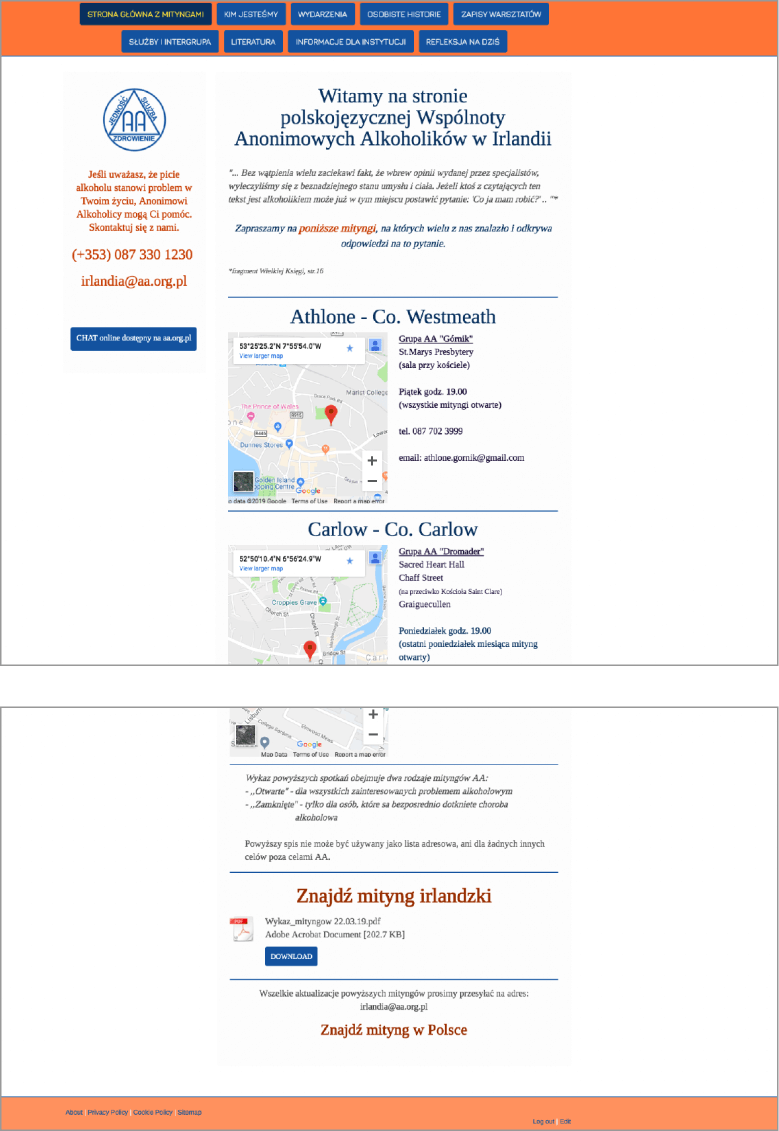 STRONA GŁÓWNA Z MITYNGAMI
KIM JESTEŚMY
WYDARZENIA
OSOBISTE HISTORIE
ZAPISY WARSZTATÓW
SŁUŻBY I INTERGRUPA
LITERATURA
INFORMACJE DLA INSTYTUCJI
REFLEKSJA NA DZIŚ
JEDNOŚĆ
SŁUŻBA
AA
ZDROWIENIE
Jeśli uważasz, że picie
alkoholu stanowi problem w
Twoim życiu, Anonimowi
Alkoholicy mogą Ci pomóc.
Skontaktuj się z nami.
(+353) 087 330 1230
irlandia@aa.org.pl
CHAT online dostępny na aa.org.pl
Witamy na stronie
polskojęzycznej Wspólnoty
Anonimowych Alkoholików w Irlandii
"... Bez wątpienia wielu zaciekawi fakt, że wbrew opinii wydanej przez specjalistów,
wyleczyliśmy się z beznadziejnego stanu umysłu i ciała. Jeżeli ktoś z czytających ten
tekst jest alkoholikiem może już w tym miejscu postawić pytanie: 'Co ja mam robić?'.. "*
Zapraszamy na poniższe mityngi, na których wielu z nas znalazło i odkrywa
odpowiedzi na to pytanie.
*fragment Wielkiej Księgi, str.16
Athlone - Co. Westmeath
53°25'25.2"N 7°55'54.0"W
View larger map
Marist College
The Prince of Wales
R915
R446
Dunnes Stores
Golden Island
Google
©2019 Google Terms of Use Report a map error
Grupa AA "Górnik"
St.Marys Presbytery
(sala przy kościele)
Piątek godz. 19.00
(wszystkie mityngi otwarte)
tel. 087 702 3999
email: athlone.gornik@gmail.com
Carlow - Co. Carlow
52°50'10.4"N 6°56'24.9"W
View larger map
Croppies Grave
Church St
Chapel St
Bridge St
Grupa AA "Dromader"
Sacred Heart Hall
Chaff Street
(na przeciwko Kościoła Saint Clare)
Graiguecullen
Poniedziałek godz. 19.00
(ostatni poniedziałek miesiąca mityng
otwarty)
Google
Map Data Terms of Use Report a map error
Wykaz powyższych spotkań obejmuje dwa rodzaje mityngów AA:
- ,,Otwarte" - dla wszystkich zainteresowanych problemem alkoholowym
- ,,Zamknięte" - tylko dla osób, które sa bezposrednio dotkniete choroba
alkoholowa
Powyższy spis nie może być używany jako lista adresowa, ani dla żadnych innych
celów poza celami AA.
Znajdź mityng irlandzki
PDF
Wykaz_mityngow 22.03.19.pdf
Adobe Acrobat Document [202.7 KB]
DOWNLOAD
Wszelkie aktualizacje powyższych mityngów prosimy przesyłać na adres:
irlandia@aa.org.pl
Znajdź mityng w Polsce
About | Privacy Policy | Cookie Policy | Sitemap
Log out | Edit